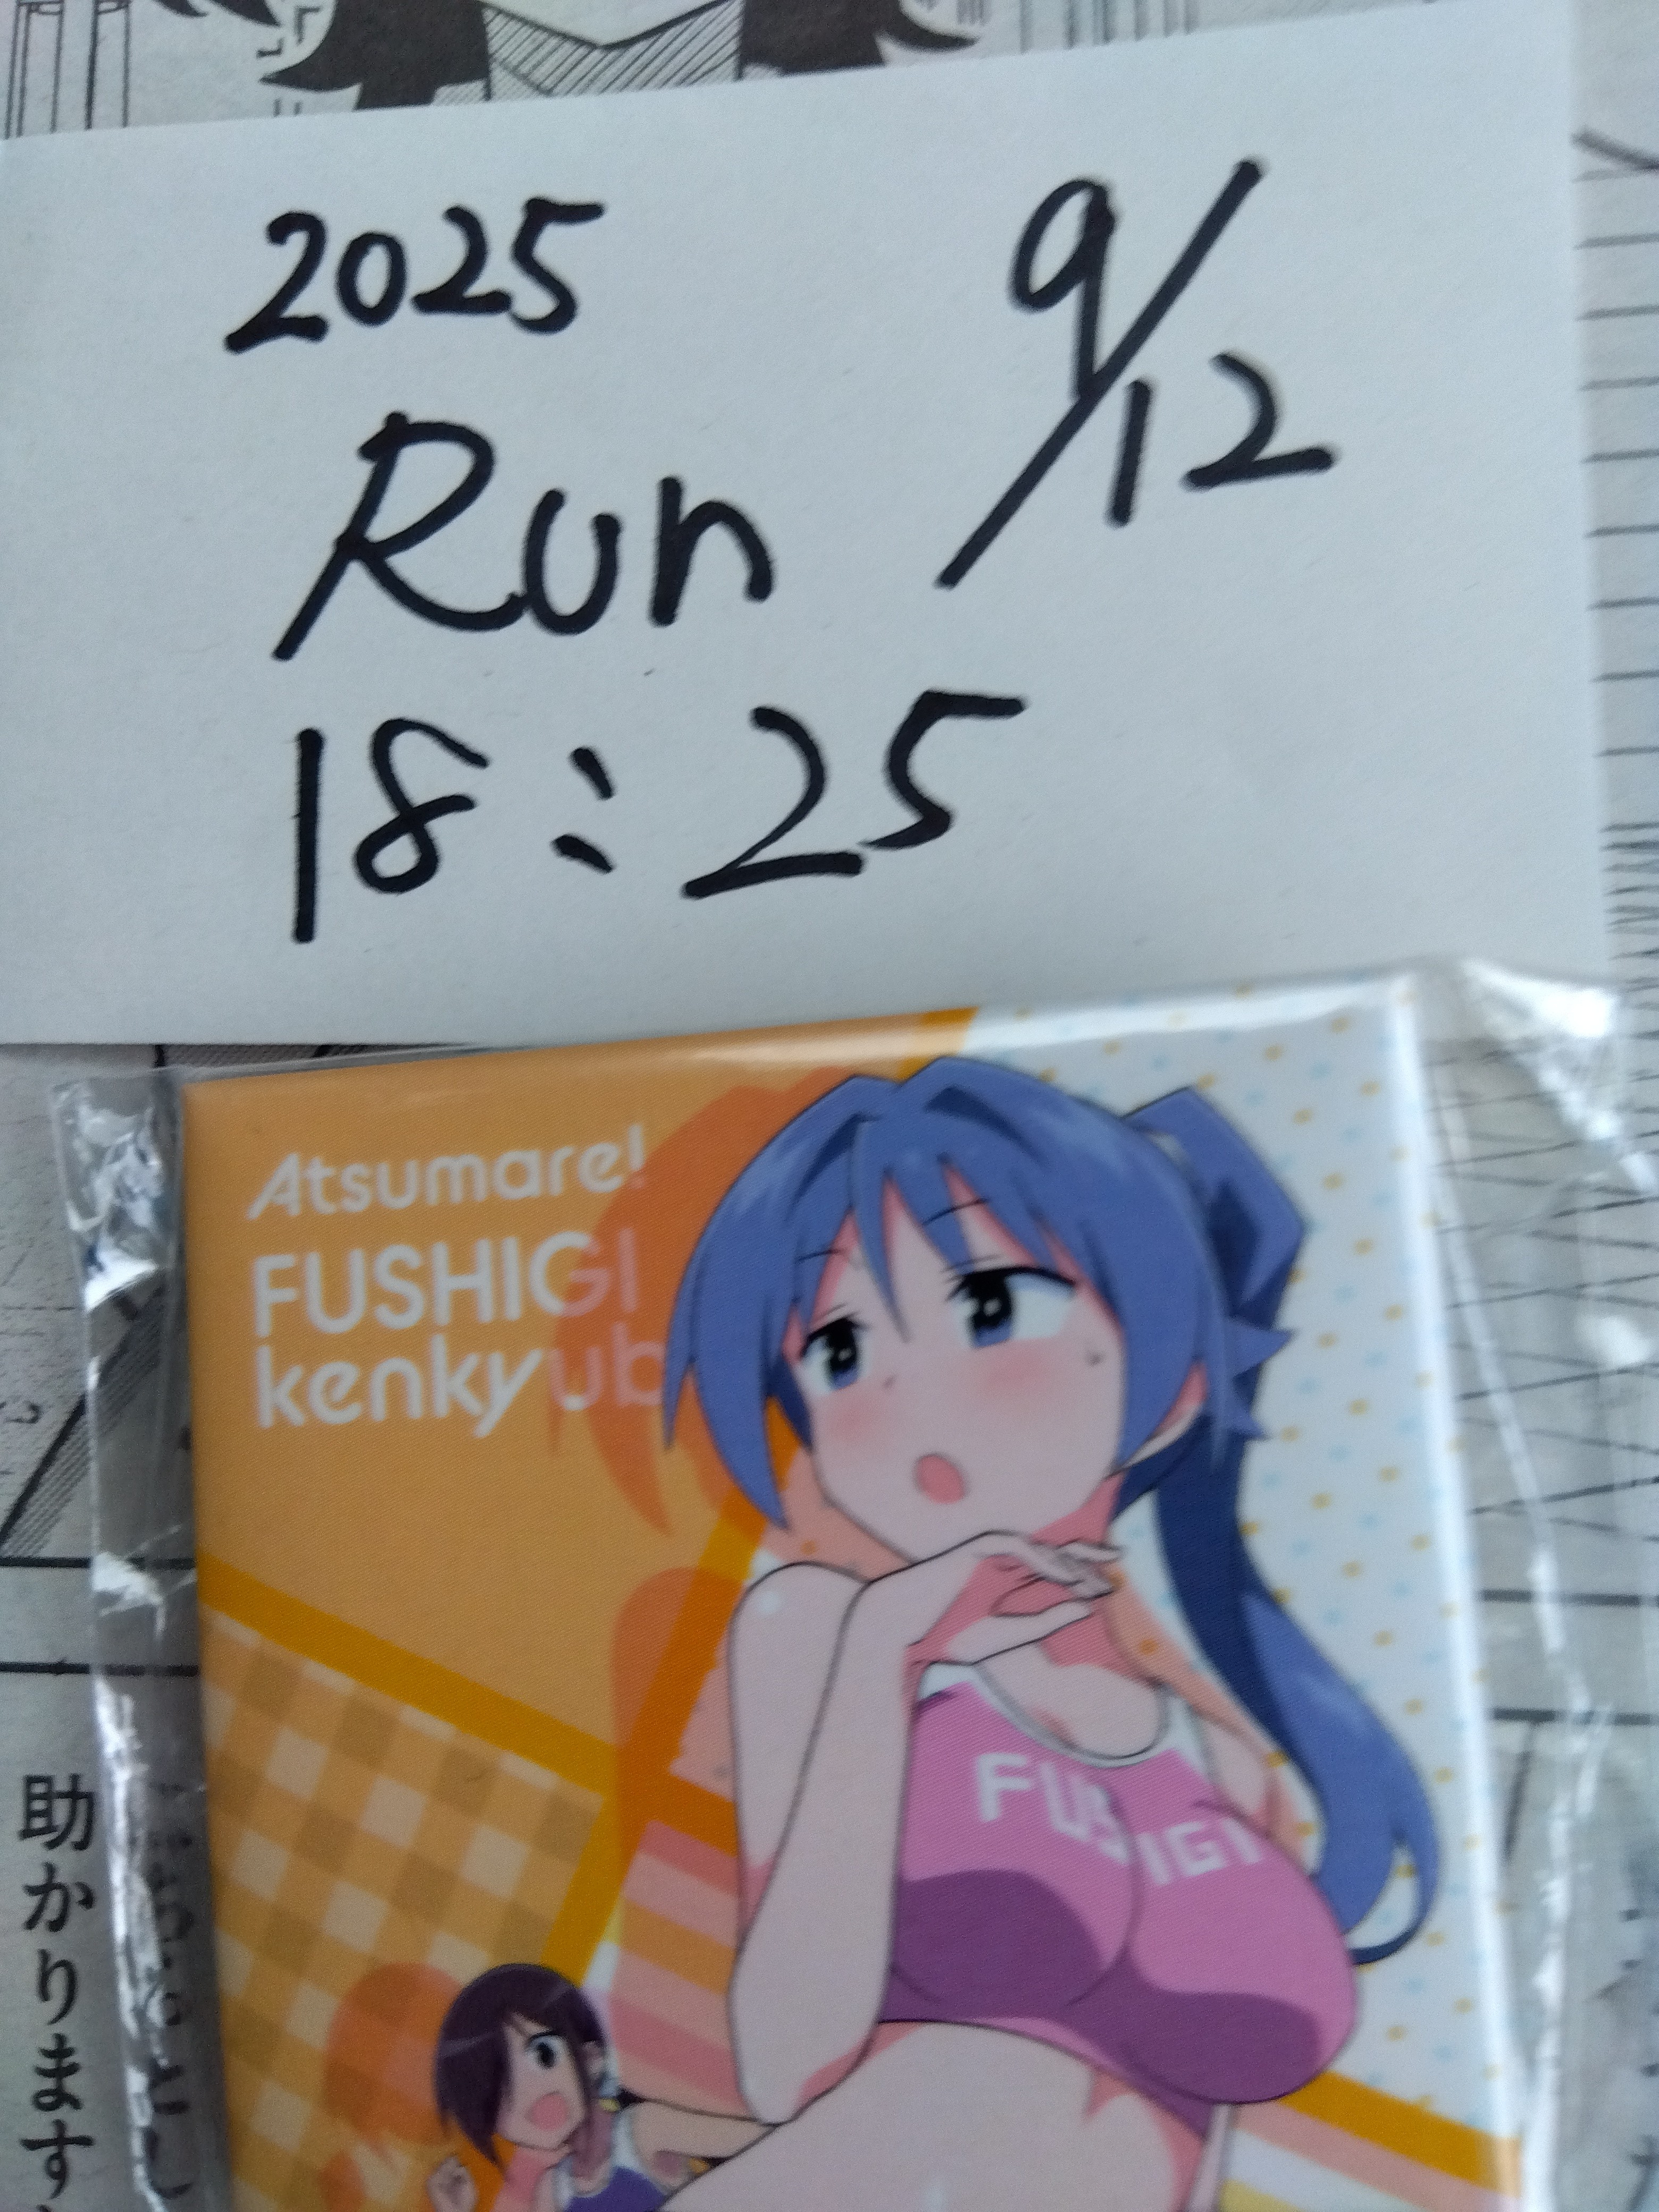 2025 9/12
Run
18:25
Atsumare!
FUSHIGI
kenkyub
FUSHIGI
助かります